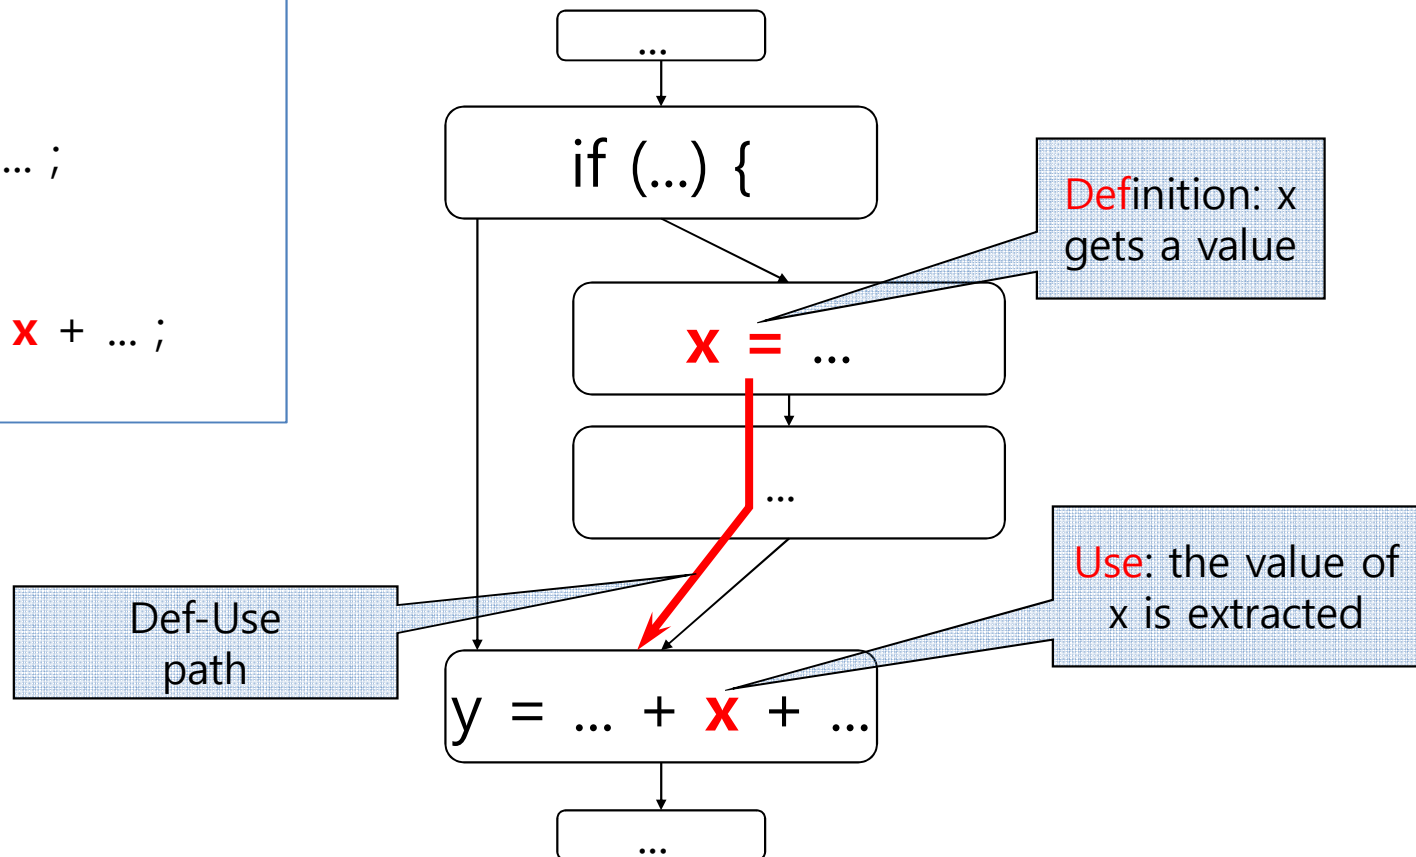 ... ;
x + ... ;
...
if (...) {
Definition: x
gets a value
x = ...
...
Def-Use
path
Use: the value of
x is extracted
y = ... + x + ...
...